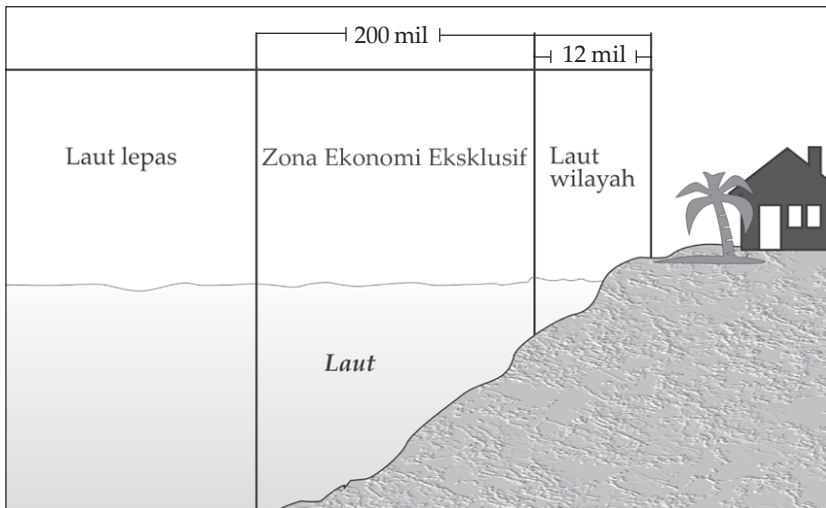 200 mil
12 mil
Laut lepas
Zona Ekonomi Eksklusif
Laut
wilayah
Laut